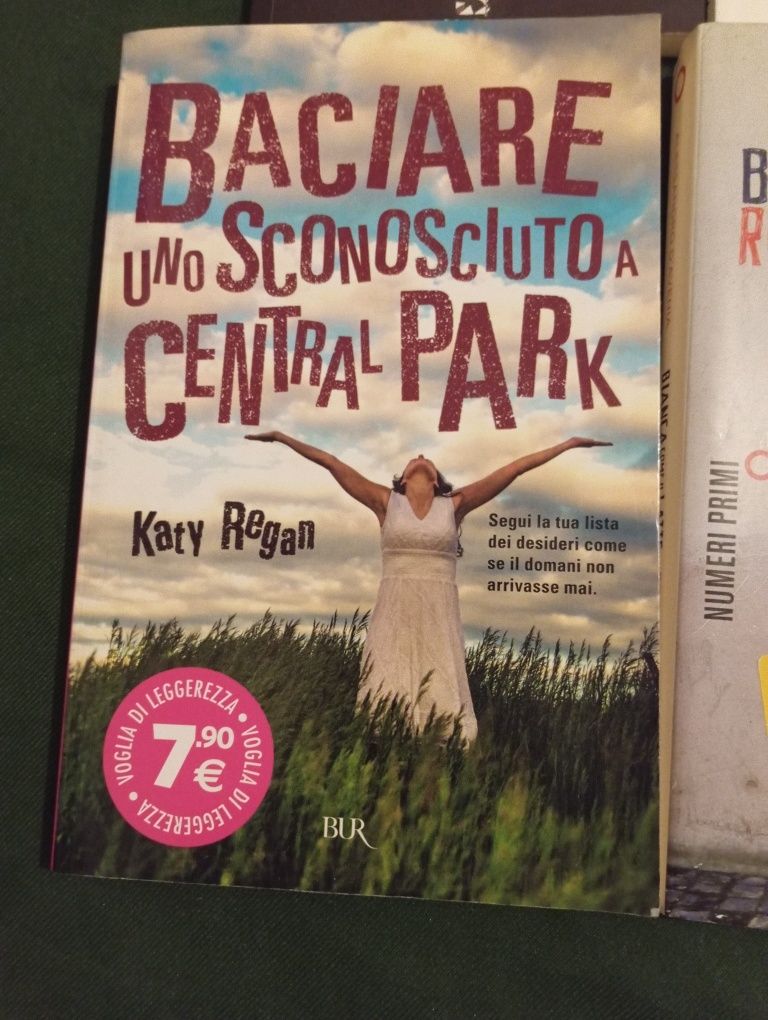 BACIARE
UNO SCONOSCIUTO A
CENTRAL PARK
Katy Regan
Segui la tua lista
dei desideri come
se il domani non
arrivasse mai.
VOGLIA DI LEGGEREZZA • VOGLIA DI LEGGEREZZA •
7.90
€
BUR
NUMERI PRIMI
B
R